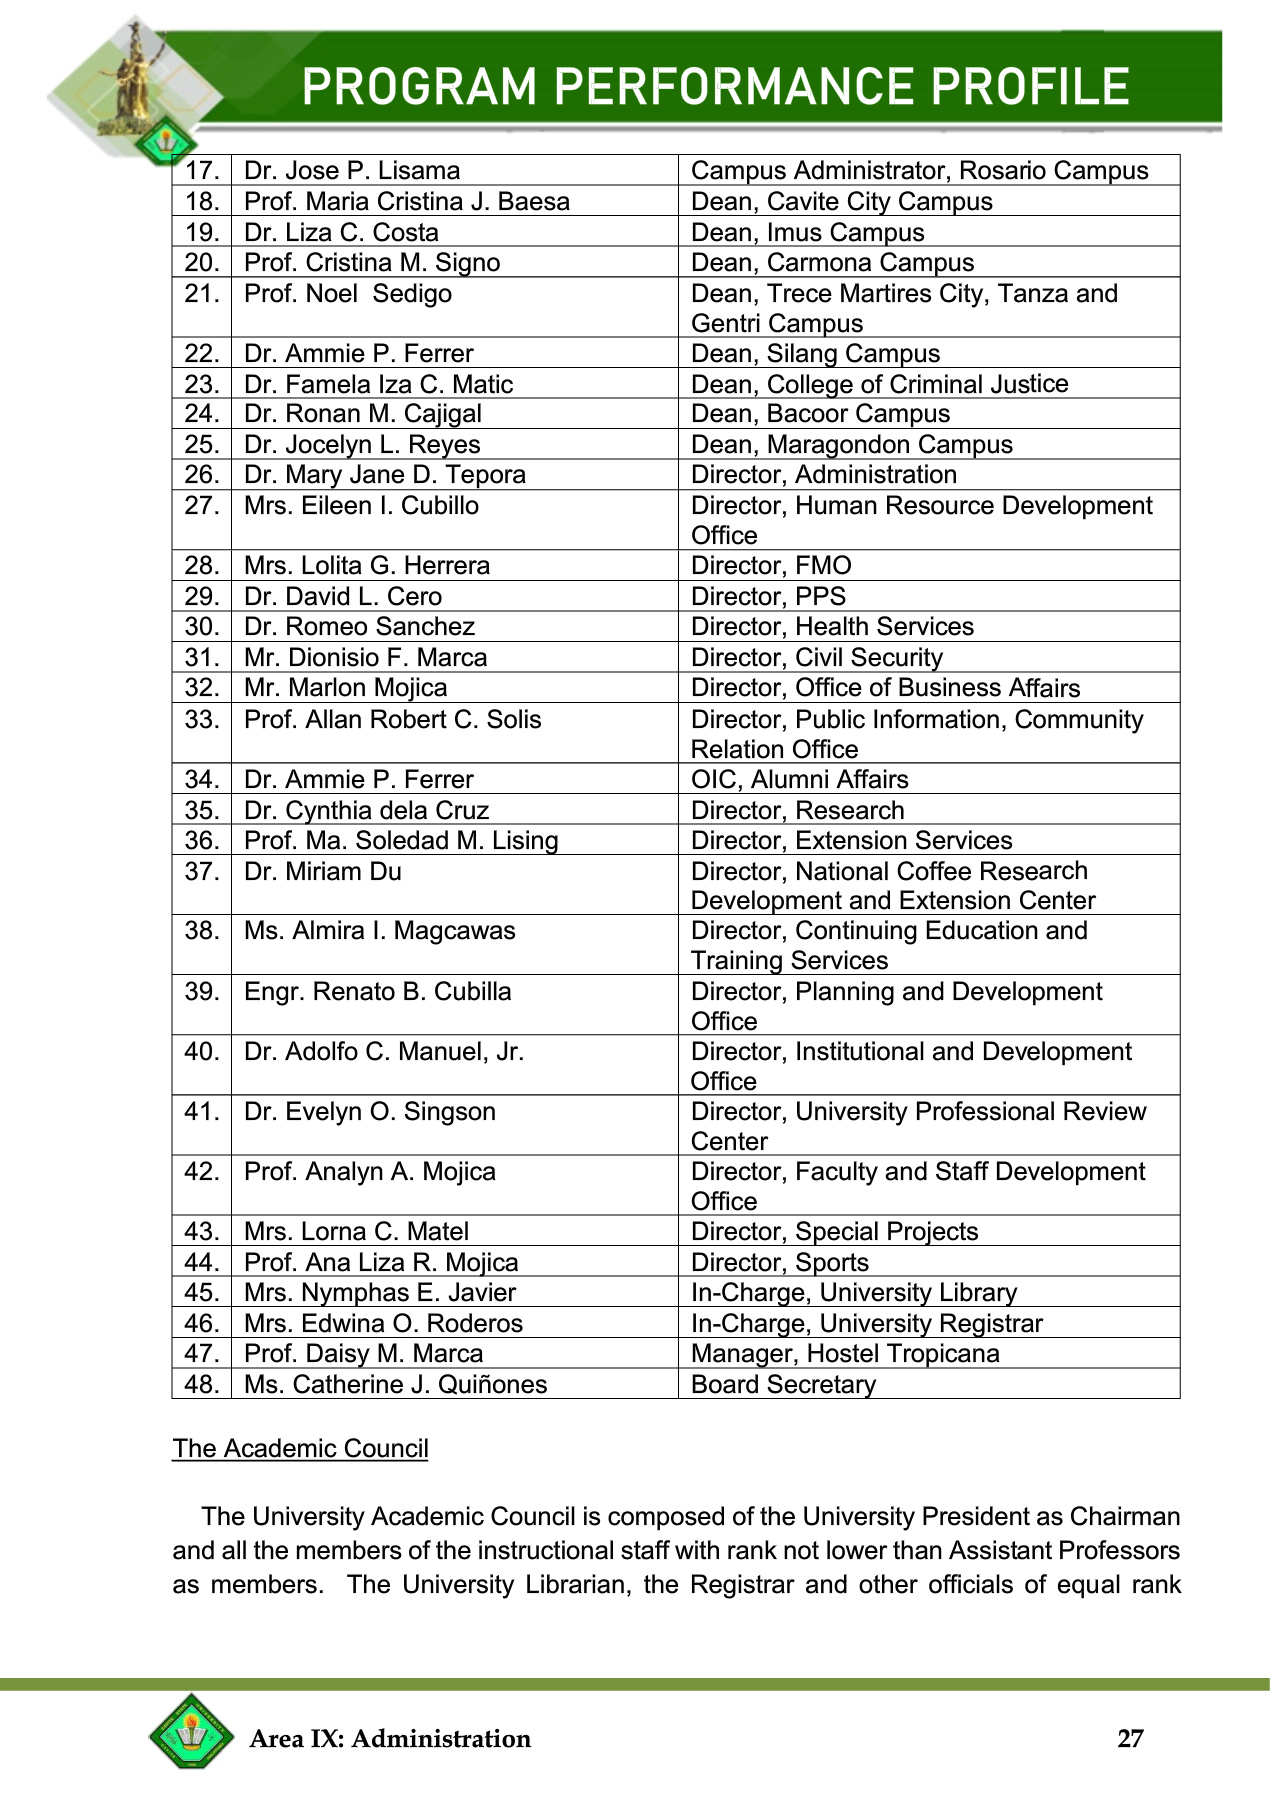 PROGRAM PERFORMANCE PROFILE
17. Dr. Jose P. Lisama Campus Administrator, Rosario Campus
18. Prof. Maria Cristina J. Baesa Dean, Cavite City Campus
19. Dr. Liza C. Costa Dean, Imus Campus
20. Prof. Cristina M. Signo Dean, Carmona Campus
21. Prof. Noel  Sedigo Dean, Trece Martires City, Tanza and
Gentri Campus
22. Dr. Ammie P. Ferrer Dean, Silang Campus
23. Dr. Famela Iza C. Matic Dean, College of Criminal Justice
24. Dr. Ronan M. Cajigal Dean, Bacoor Campus
25. Dr. Jocelyn L. Reyes Dean, Maragondon Campus
26. Dr. Mary Jane D. Tepora Director, Administration
27. Mrs. Eileen I. Cubillo Director, Human Resource Development
Office
28. Mrs. Lolita G. Herrera Director, FMO
29. Dr. David L. Cero Director, PPS
30. Dr. Romeo Sanchez Director, Health Services
31. Mr. Dionisio F. Marca Director, Civil Security
32. Mr. Marlon Mojica Director, Office of Business Affairs
33. Prof. Allan Robert C. Solis Director, Public Information, Community
Relation Office
34. Dr. Ammie P. Ferrer OIC, Alumni Affairs
35. Dr. Cynthia dela Cruz Director, Research
36. Prof. Ma. Soledad M. Lising Director, Extension Services
37. Dr. Miriam Du Director, National Coffee Research
Development and Extension Center
38. Ms. Almira I. Magcawas Director, Continuing Education and
Training Services
39. Engr. Renato B. Cubilla Director, Planning and Development
Office
40. Dr. Adolfo C. Manuel, Jr. Director, Institutional and Development
Office
41. Dr. Evelyn O. Singson Director, University Professional Review
Center
42. Prof. Analyn A. Mojica Director, Faculty and Staff Development
Office
43. Mrs. Lorna C. Matel Director, Special Projects
44. Prof. Ana Liza R. Mojica Director, Sports
45. Mrs. Nymphas E. Javier In-Charge, University Library
46. Mrs. Edwina O. Roderos In-Charge, University Registrar
47. Prof. Daisy M. Marca Manager, Hostel Tropicana
48. Ms. Catherine J. Quiñones Board Secretary
The Academic Council
The University Academic Council is composed of the University President as Chairman
and all the members of the instructional staff with rank not lower than Assistant Professors
as members.  The University Librarian, the Registrar and other officials of equal rank
Area IX: Administration 27